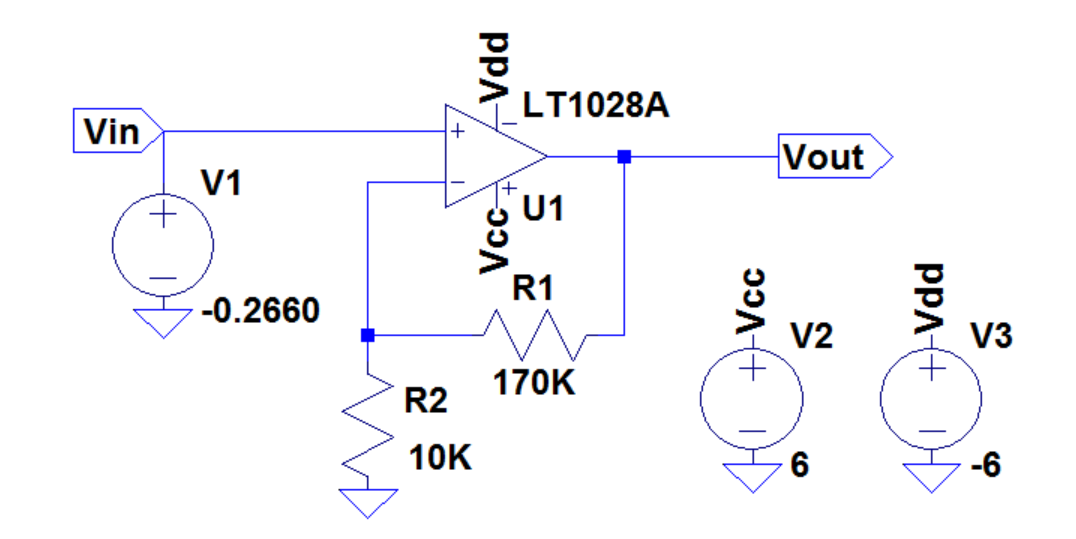 Vdd
LT1028A
Vin
+
−
Vout
−
V1
+
+
U1
Vcc
−
-0.2660
R1
170K
R2
10K
Vcc
V2
+
−
6
Vdd
V3
+
−
-6